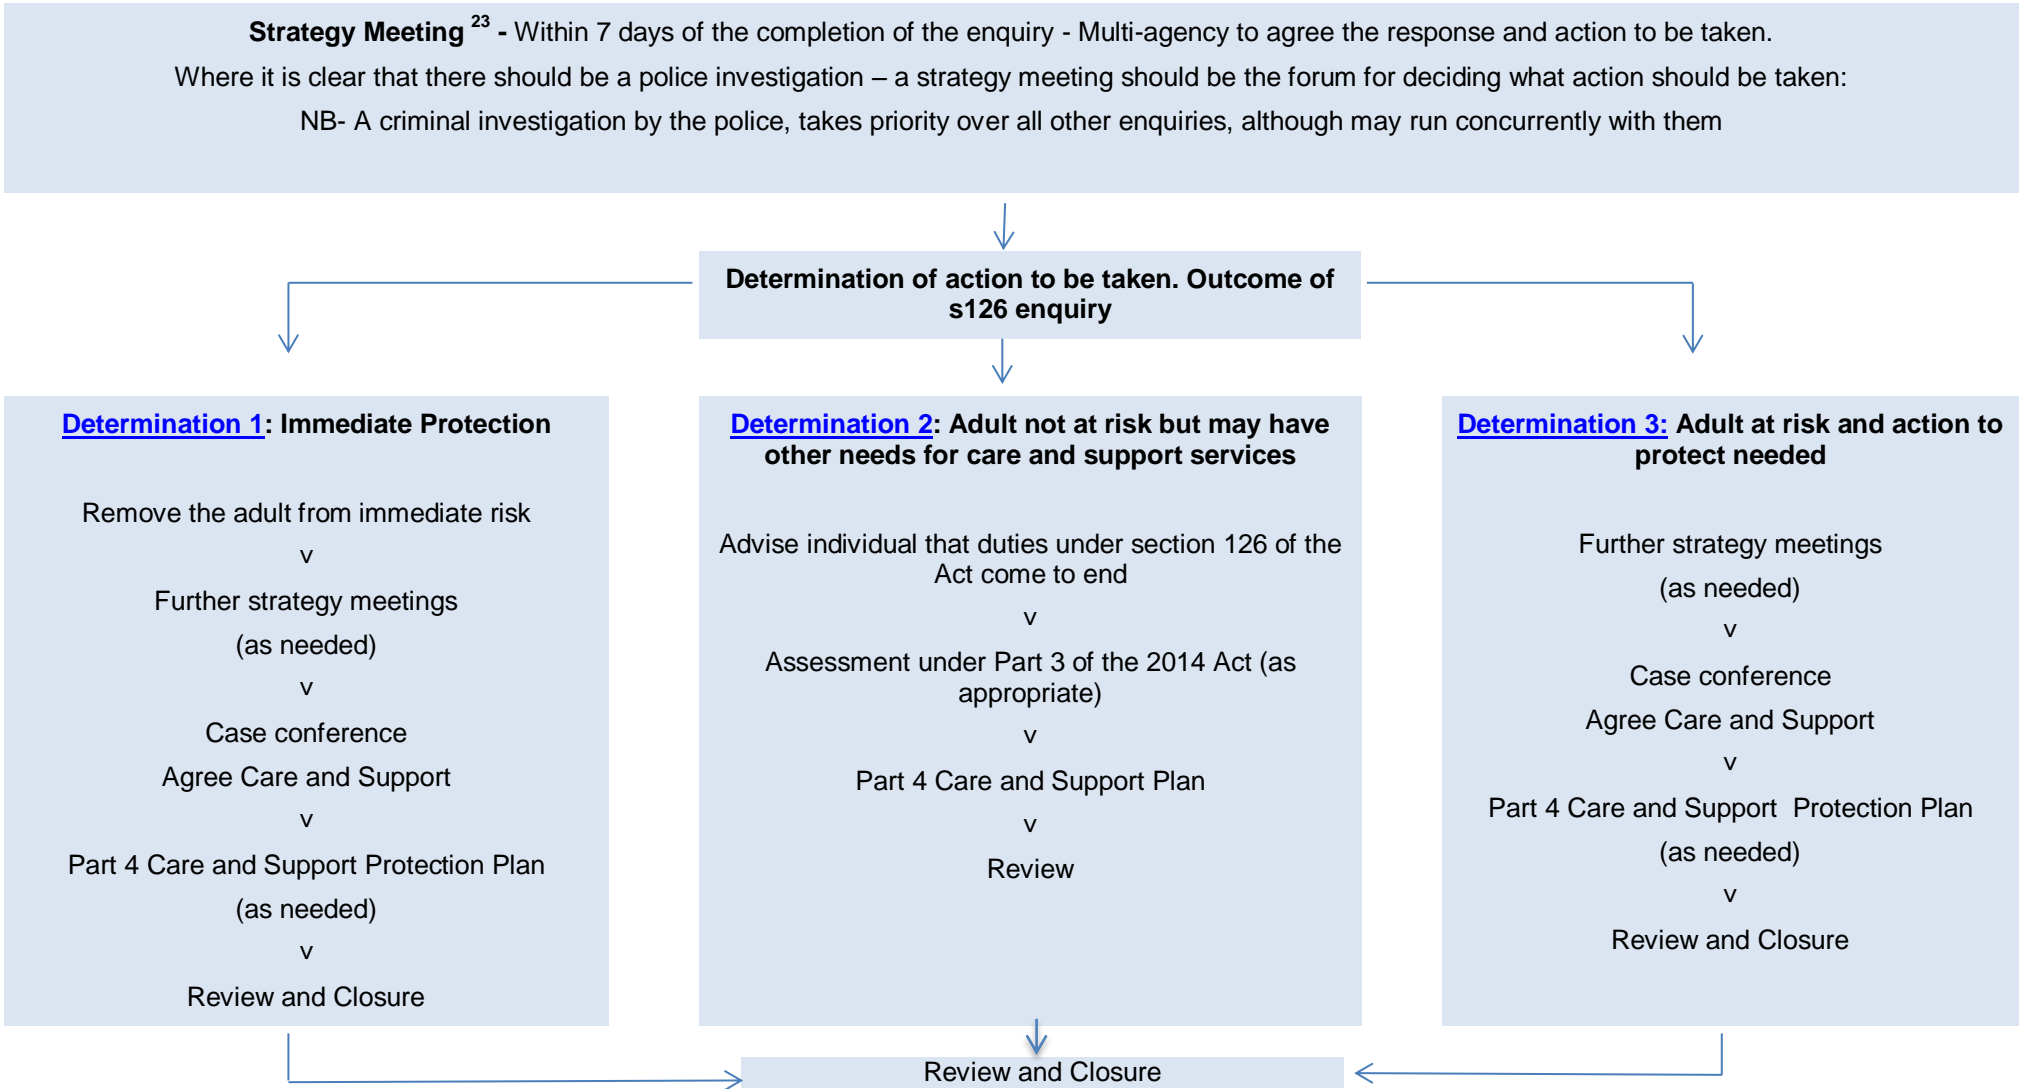 Strategy Meeting 23 - Within 7 days of the completion of the enquiry - Multi-agency to agree the response and action to be taken.
Where it is clear that there should be a police investigation – a strategy meeting should be the forum for deciding what action should be taken:
NB- A criminal investigation by the police, takes priority over all other enquiries, although may run concurrently with them
Determination of action to be taken. Outcome of
s126 enquiry
Determination 1: Immediate Protection
Remove the adult from immediate risk
v
Further strategy meetings
(as needed)
v
Case conference
Agree Care and Support
v
Part 4 Care and Support Protection Plan
(as needed)
v
Review and Closure
Determination 2: Adult not at risk but may have
other needs for care and support services
Advise individual that duties under section 126 of the
Act come to end
v
Assessment under Part 3 of the 2014 Act (as
appropriate)
v
Part 4 Care and Support Plan
v
Review
Determination 3: Adult at risk and action to
protect needed
Further strategy meetings
(as needed)
v
Case conference
Agree Care and Support
v
Part 4 Care and Support  Protection Plan
(as needed)
v
Review and Closure
Review and Closure